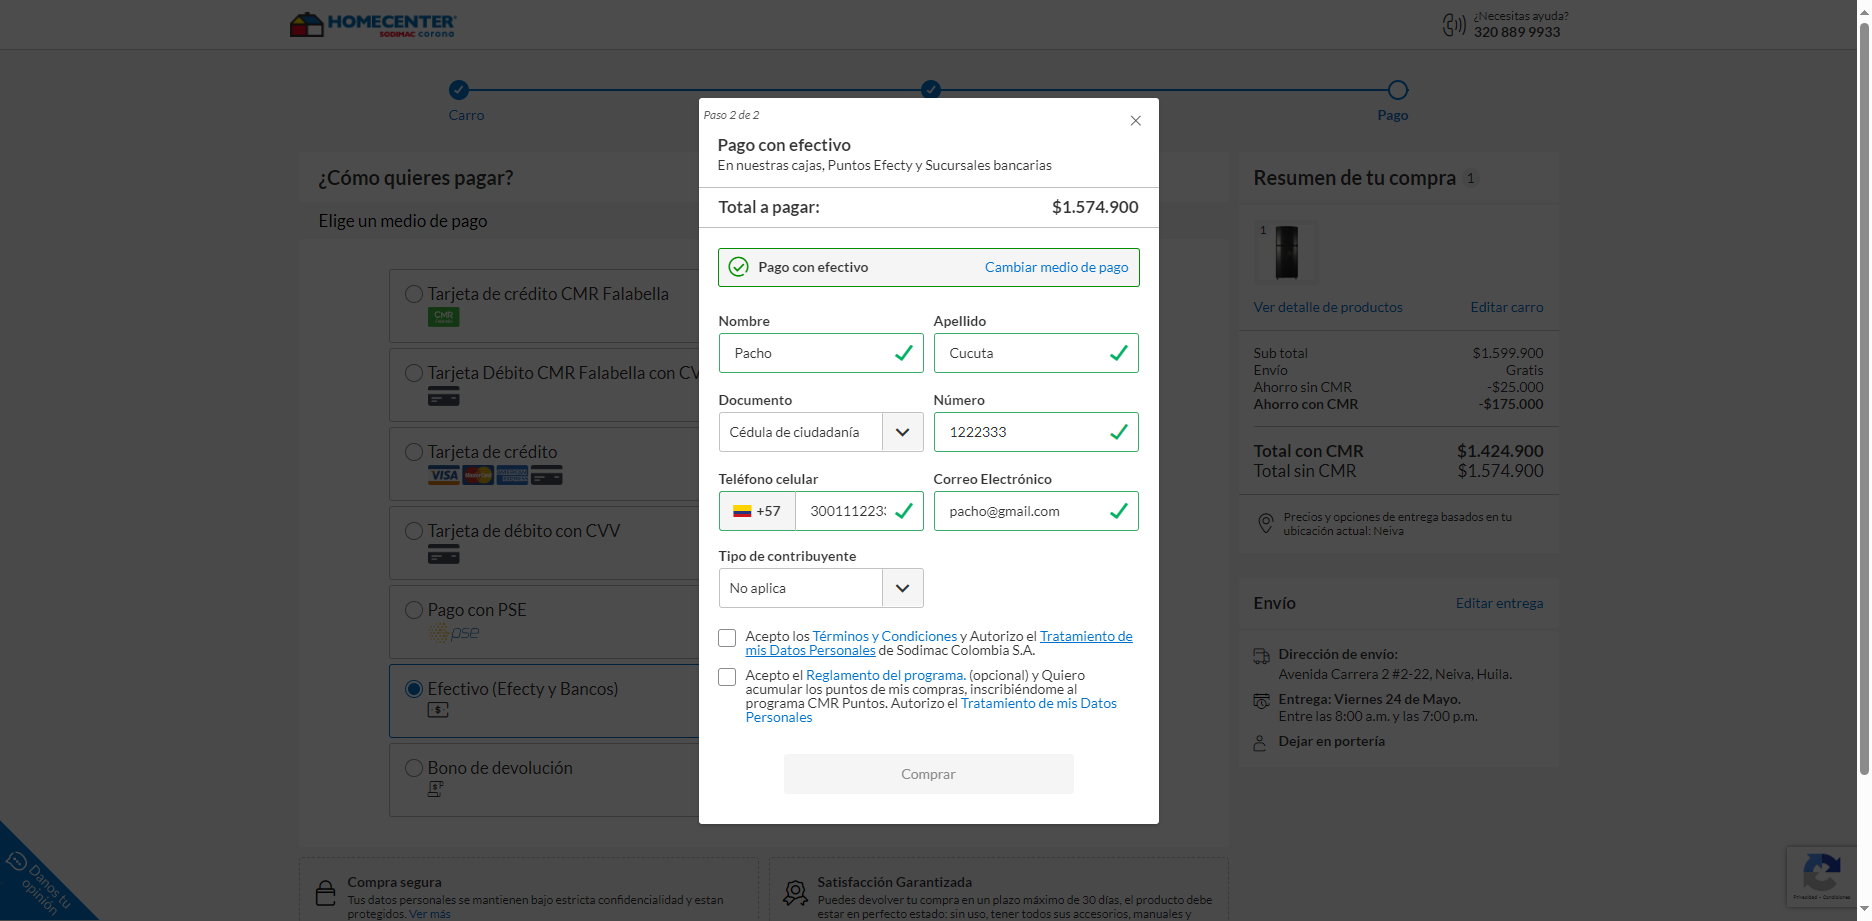 HOMECENTER
SODIMAC corona
¿Necesitas ayuda?
320 889 9933
Carro
Pago
¿Cómo quieres pagar?
Elige un medio de pago
Tarjeta de crédito CMR Falabella
CMR
Tarjeta Débito CMR Falabella con CV
Tarjeta de crédito
VISA
Tarjeta de débito con CVV
Pago con PSE
pse
Efectivo (Efecty y Bancos)
Bono de devolución
Paso 2 de 2
Pago con efectivo
En nuestras cajas, Puntos Efecty y Sucursales bancarias
Total a pagar: $1.574.900
Pago con efectivo Cambiar medio de pago
Nombre Apellido
Pacho Cucuta
Documento Número
Cédula de ciudadanía 1222333
Teléfono celular Correo Electrónico
+57 300111223 pacho@gmail.com
Tipo de contribuyente
No aplica
Acepto los Términos y Condiciones y Autorizo el Tratamiento de
mis Datos Personales de Sodimac Colombia S.A.
Acepto el Reglamento del programa. (opcional) y Quiero
acumular los puntos de mis compras, inscribiéndome al
programa CMR Puntos. Autorizo el Tratamiento de mis Datos
Personales
Comprar
Resumen de tu compra 1
1
Ver detalle de productos Editar carro
Sub total $1.599.900
Envío Gratis
Ahorro sin CMR -$25.000
Ahorro con CMR -$175.000
Total con CMR $1.424.900
Total sin CMR $1.574.900
Precios y opciones de entrega basados en tu
ubicación actual: Neiva
Envío Editar entrega
Dirección de envío:
Avenida Carrera 2 #2-22, Neiva, Huila.
Entrega: Viernes 24 de Mayo.
Entre las 8:00 a.m. y las 7:00 p.m.
Dejar en portería
Compra segura
Tus datos personales se mantienen bajo estricta confidencialidad y estan
protegidos. Ver más
Satisfacción Garantizada
Puedes devolver tu compra en un plazo máximo de 30 días, el producto debe
estar en perfecto estado: sin uso, tener todos sus accesorios, manuales y
Danos tu
opinión
Privacidad - Condiciones